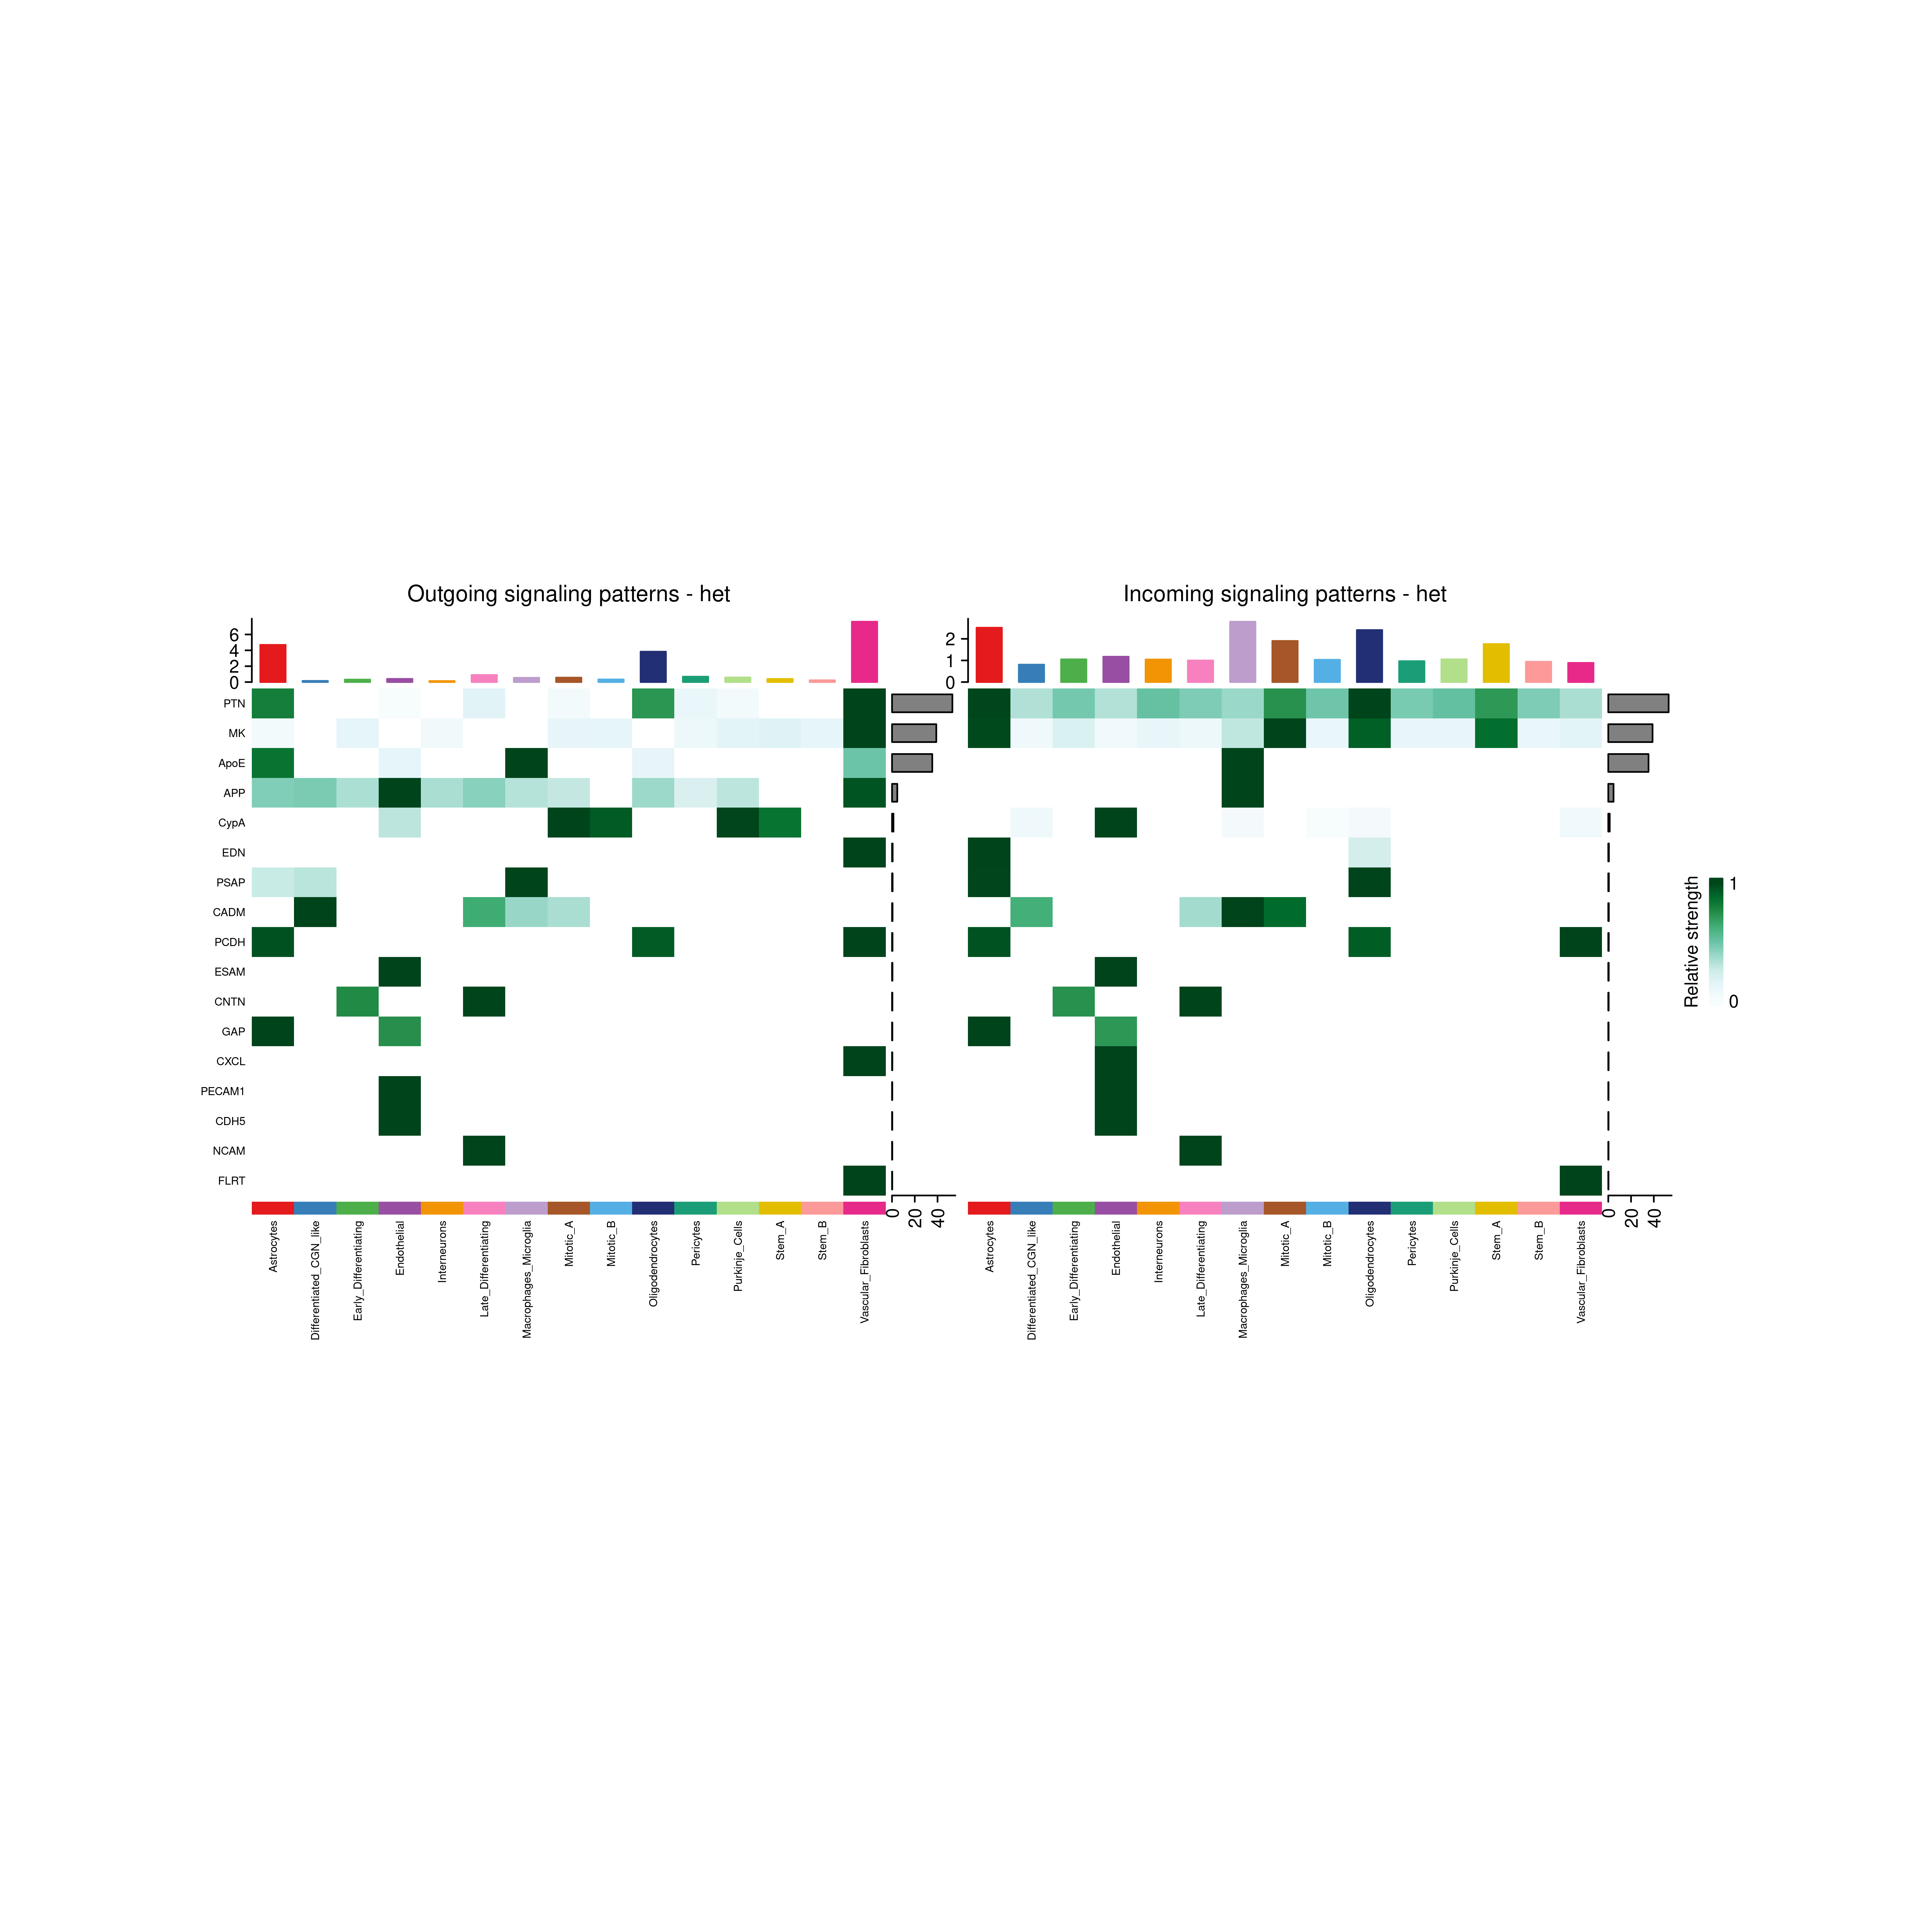 Outgoing signaling patterns - het
Incoming signaling patterns - het
6
4
2
0
2
1
0
PTN
MK
ApoE
APP
CypA
EDN
PSAP
CADM
PCDH
ESAM
CNTN
GAP
CXCL
PECAM1
CDH5
NCAM
FLRT
Relative strength
1
0
0
20
40
0
20
40
Astrocytes
Differentiated_CGN_like
Early_Differentiating
Endothelial
Interneurons
Late_Differentiating
Macrophages_Microglia
Mitotic_A
Mitotic_B
Oligodendrocytes
Pericytes
Purkinje_Cells
Stem_A
Stem_B
Vascular_Fibroblasts
Astrocytes
Differentiated_CGN_like
Early_Differentiating
Endothelial
Interneurons
Late_Differentiating
Macrophages_Microglia
Mitotic_A
Mitotic_B
Oligodendrocytes
Pericytes
Purkinje_Cells
Stem_A
Stem_B
Vascular_Fibroblasts